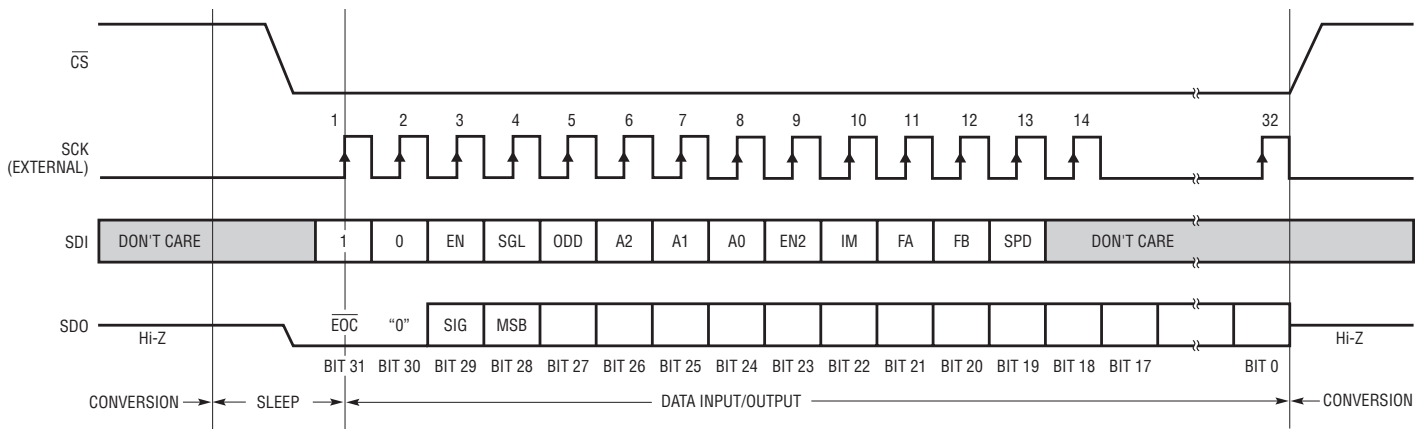 CS
1 2 3 4 5 6 7 8 9 10 11 12 13 14 32
SCK
(EXTERNAL)
SDI DON'T CARE 1 0 EN SGL ODD A2 A1 A0 EN2 IM FA FB SPD DON'T CARE
SDO Hi-Z EOC “0” SIG MSB Hi-Z
BIT 31 BIT 30 BIT 29 BIT 28 BIT 27 BIT 26 BIT 25 BIT 24 BIT 23 BIT 22 BIT 21 BIT 20 BIT 19 BIT 18 BIT 17 BIT 0
CONVERSION SLEEP DATA INPUT/OUTPUT CONVERSION